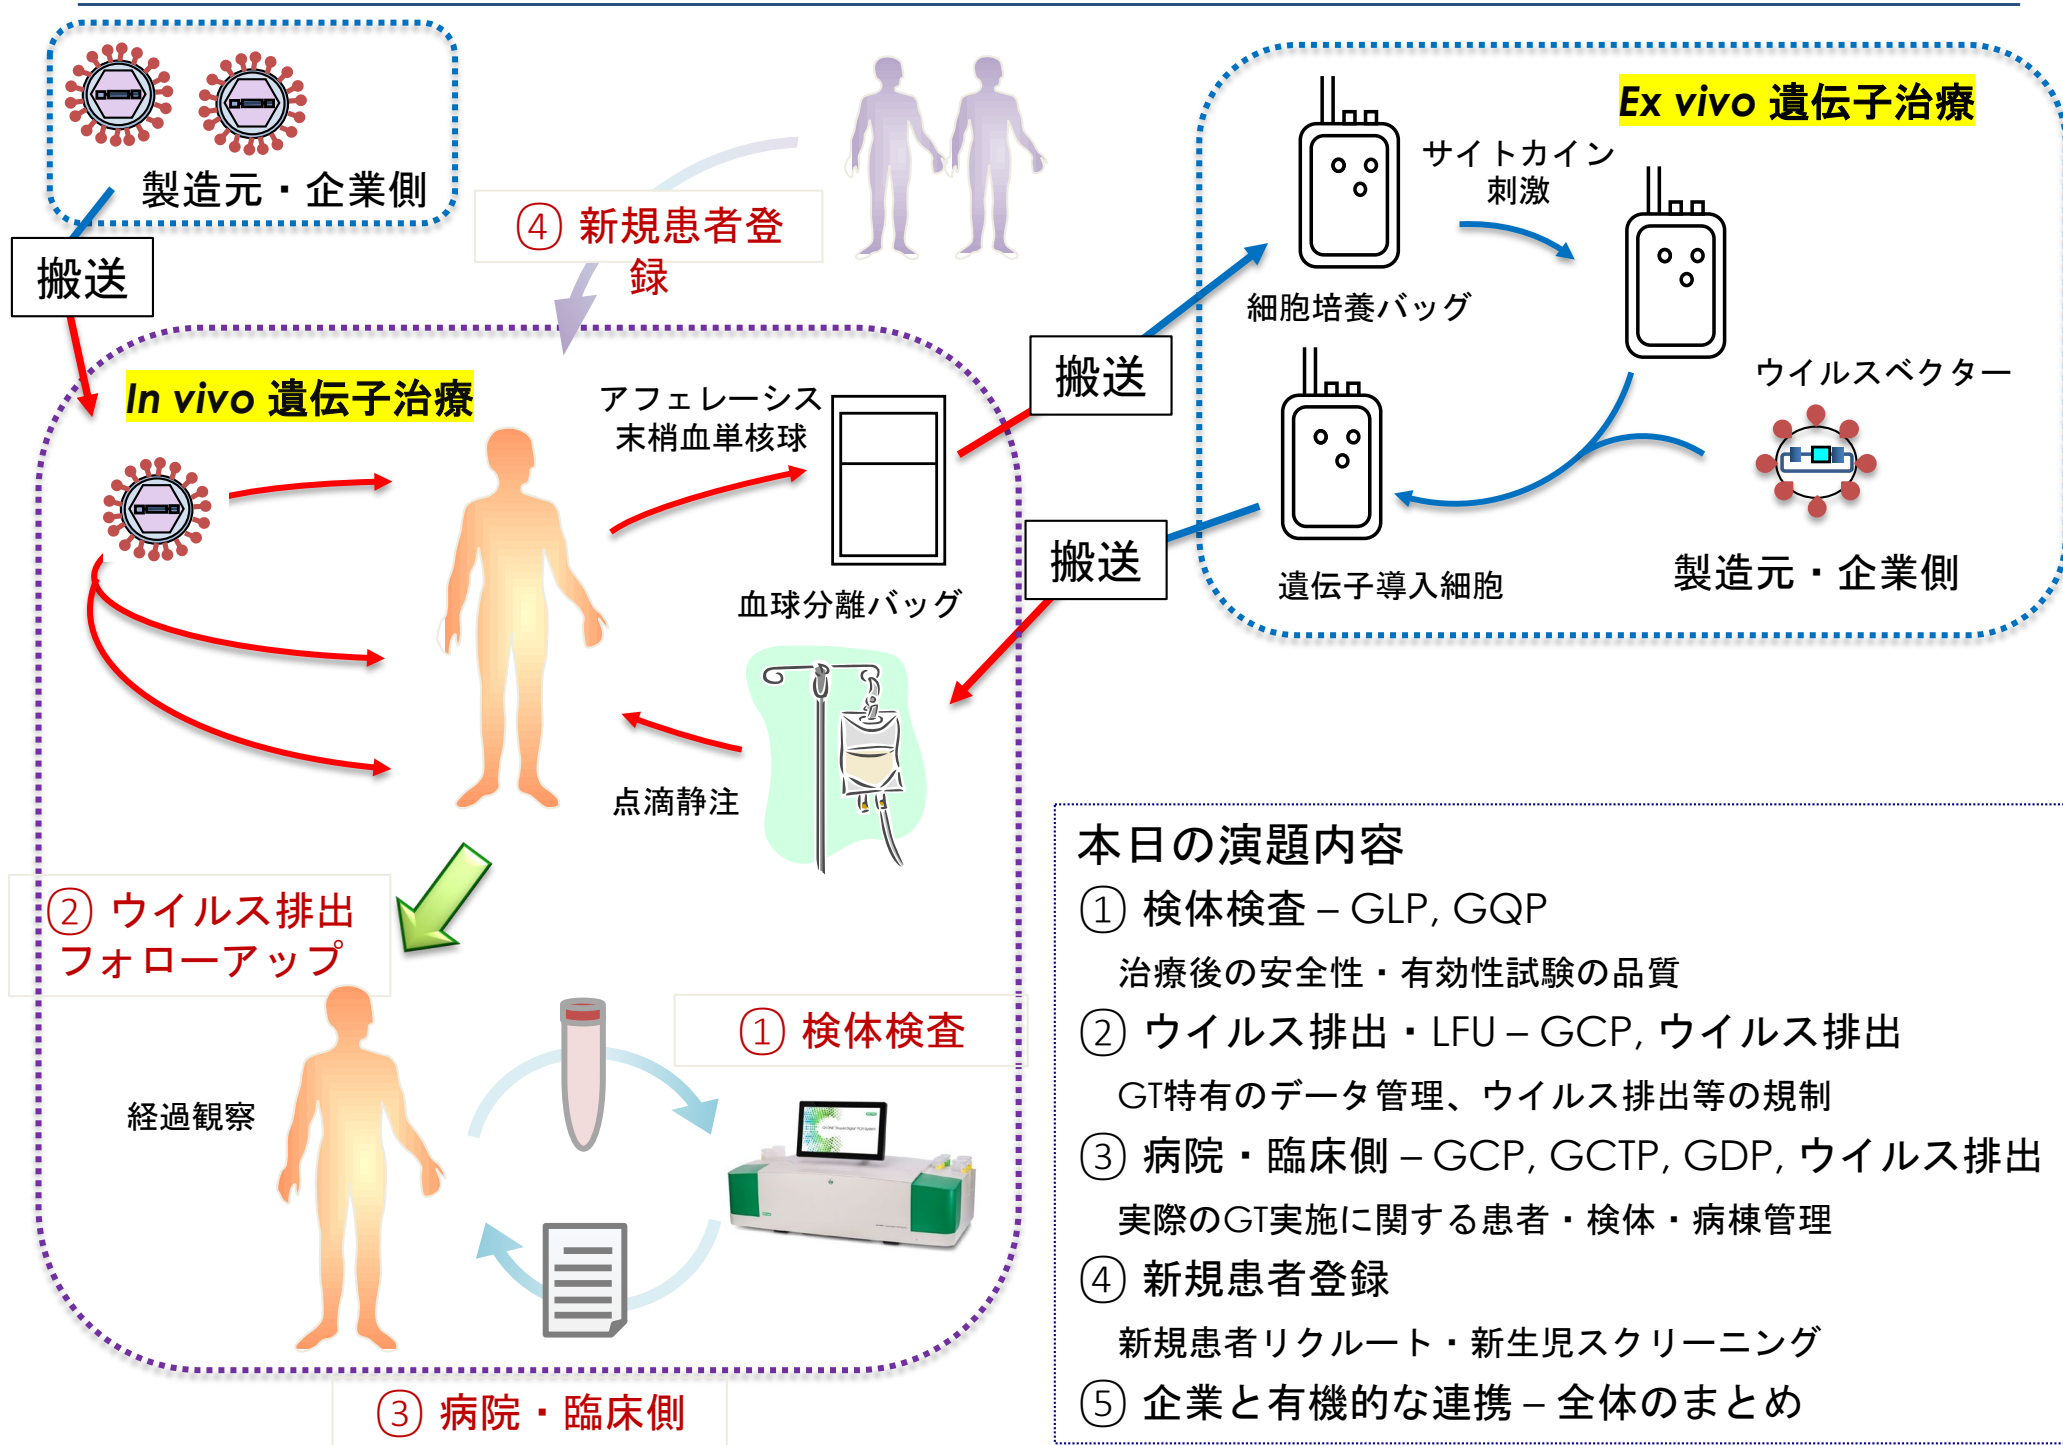 製造元・企業側
搬送
④ 新規患者登
録
Ex vivo 遺伝子治療
サイトカイン
刺激
細胞培養バッグ
搬送
ウイルスベクター
In vivo 遺伝子治療
アフェレーシス
末梢血単核球
血球分離バッグ
搬送
遺伝子導入細胞
製造元・企業側
点滴静注
② ウイルス排出
フォローアップ
① 検体検査
経過観察
③ 病院・臨床側
本日の演題内容
① 検体検査 – GLP, GQP
治療後の安全性・有効性試験の品質
② ウイルス排出・LFU – GCP, ウイルス排出
GT特有のデータ管理、ウイルス排出等の規制
③ 病院・臨床側 – GCP, GCTP, GDP, ウイルス排出
実際のGT実施に関する患者・検体・病棟管理
④ 新規患者登録
新規患者リクルート・新生児スクリーニング
⑤ 企業と有機的な連携 – 全体のまとめ